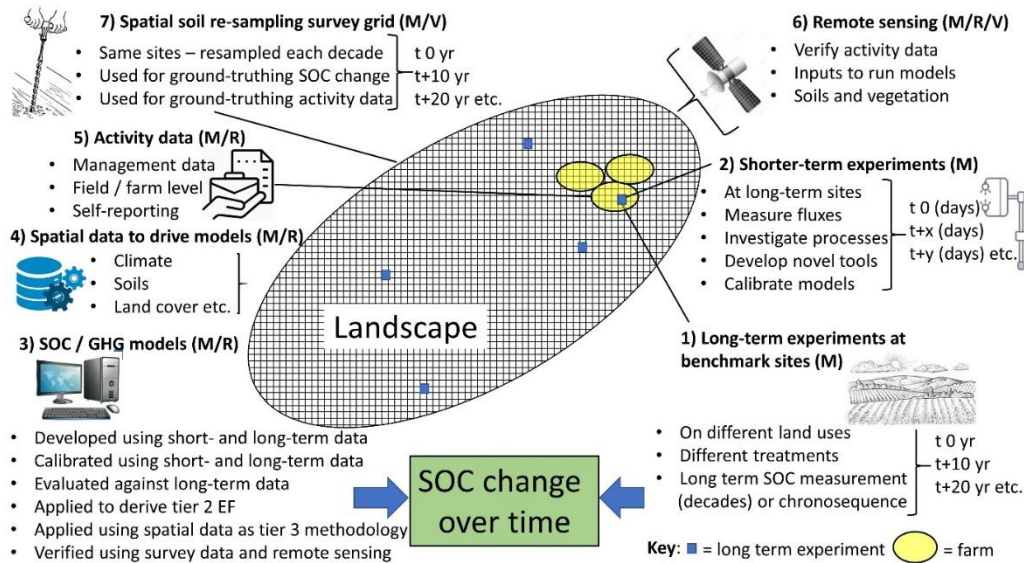 7) Spatial soil re-sampling survey grid (M/V)
• Same sites – resampled each decade
• Used for ground-truthing SOC change
• Used for ground-truthing activity data
t 0 yr
t+10 yr
t+20 yr etc.
6) Remote sensing (M/R/V)
• Verify activity data
• Inputs to run models
• Soils and vegetation
5) Activity data (M/R)
• Management data
• Field / farm level
• Self-reporting
2) Shorter-term experiments (M)
• At long-term sites
• Measure fluxes
• Investigate processes
• Develop novel tools
• Calibrate models
t 0 (days)
t+x (days)
t+y (days) etc.
4) Spatial data to drive models (M/R)
• Climate
• Soils
• Land cover etc.
Landscape
3) SOC / GHG models (M/R)
• Developed using short- and long-term data
• Calibrated using short- and long-term data
• Evaluated against long-term data
• Applied to derive tier 2 EF
• Applied using spatial data as tier 3 methodology
• Verified using survey data and remote sensing
1) Long-term experiments at
benchmark sites (M)
• On different land uses
• Different treatments
• Long term SOC measurement
(decades) or chronosequence
t 0 yr
t+10 yr
t+20 yr etc.
SOC change
over time
Key: = long term experiment = farm